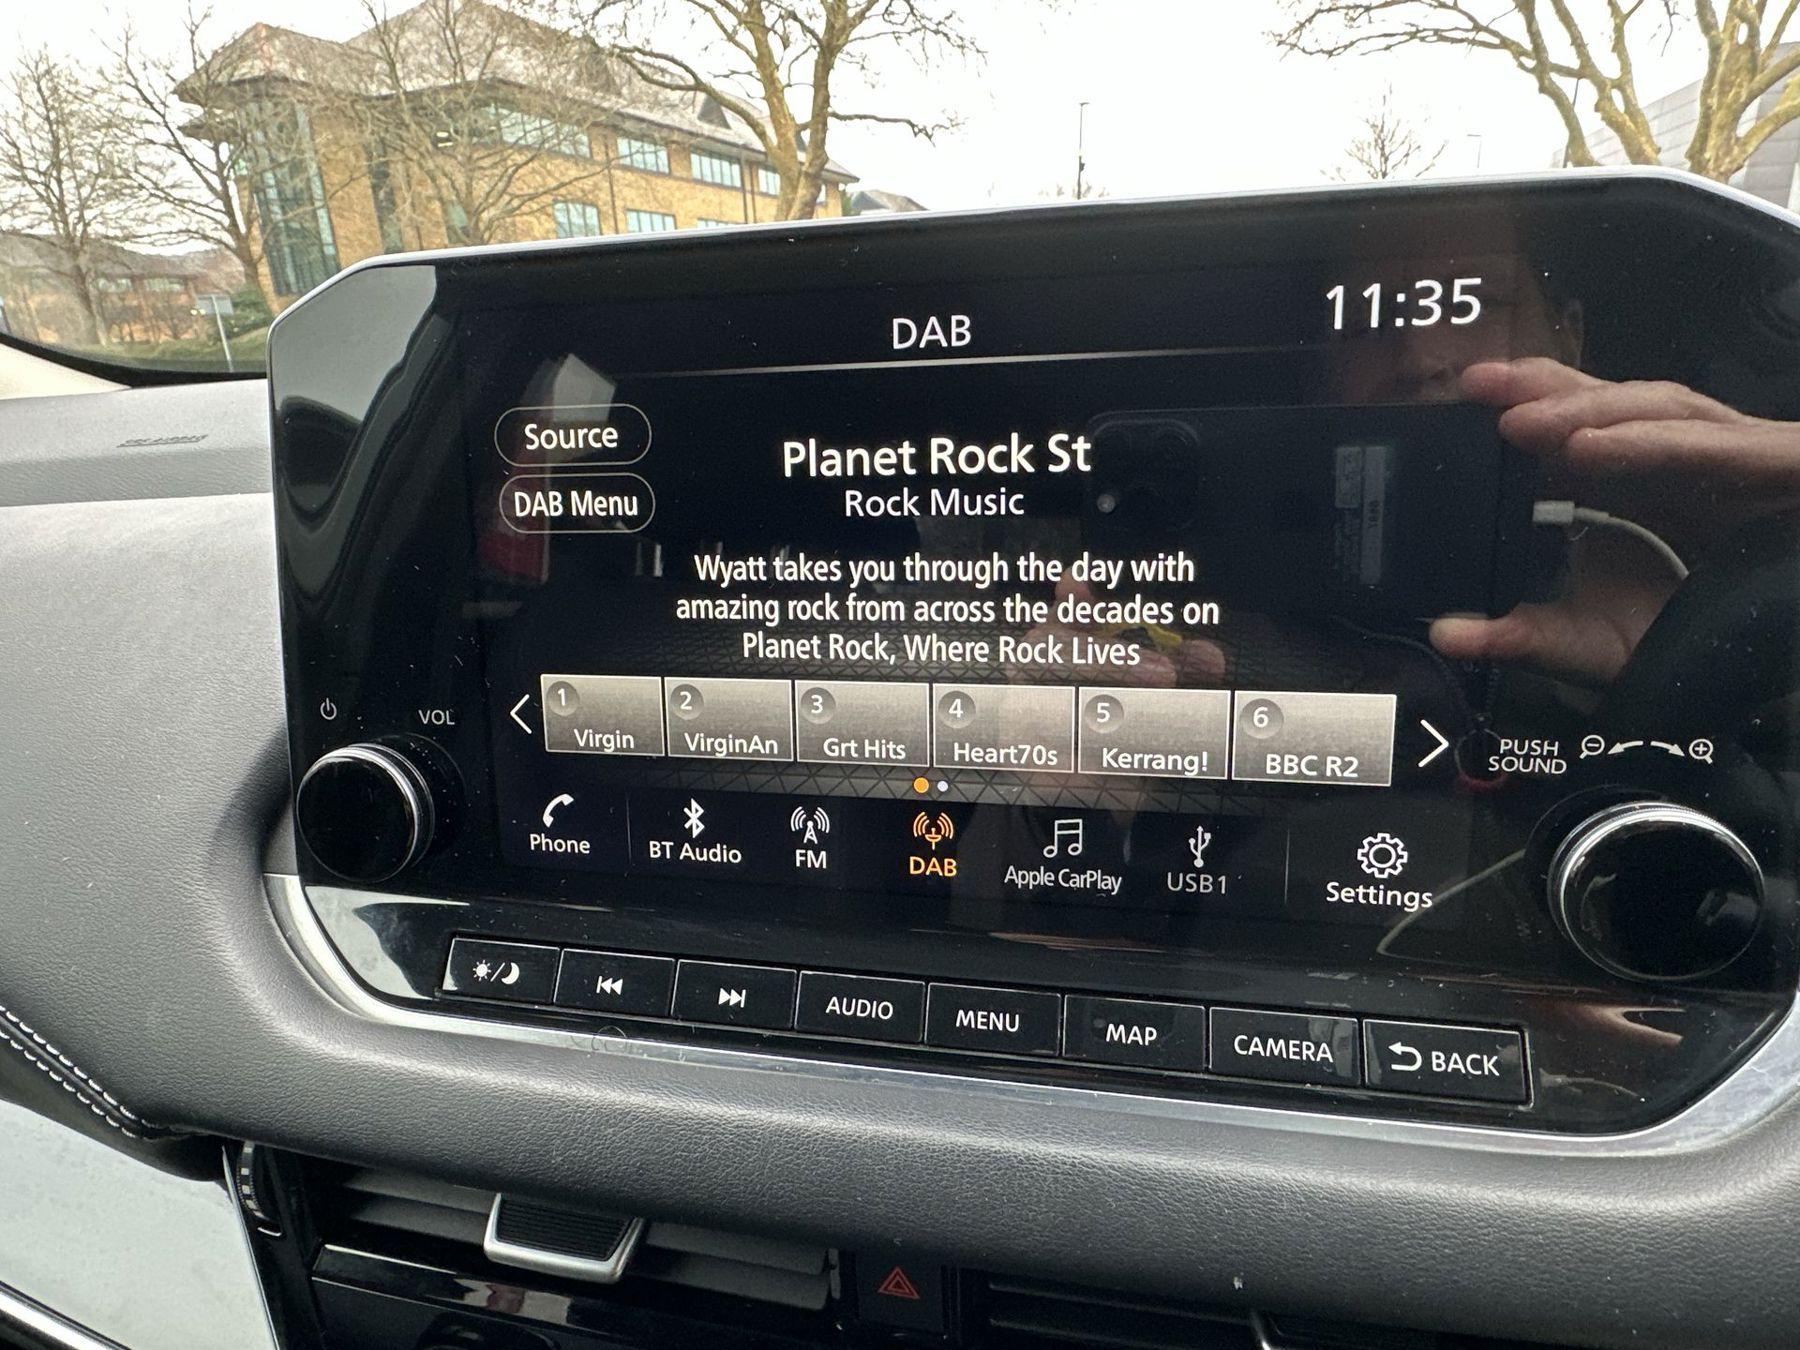 DAB
11:35
Source
DAB Menu
Planet Rock St
Rock Music
Wyatt takes you through the day with
amazing rock from across the decades on
Planet Rock, Where Rock Lives
1
Virgin
2
VirginAn
3
Grt Hits
4
Heart70s
5
Kerrang!
6
BBC R2
VOL
PUSH
SOUND
Phone
BT Audio
FM
DAB
Apple CarPlay
USB1
Settings
AUDIO
MENU
MAP
CAMERA
BACK